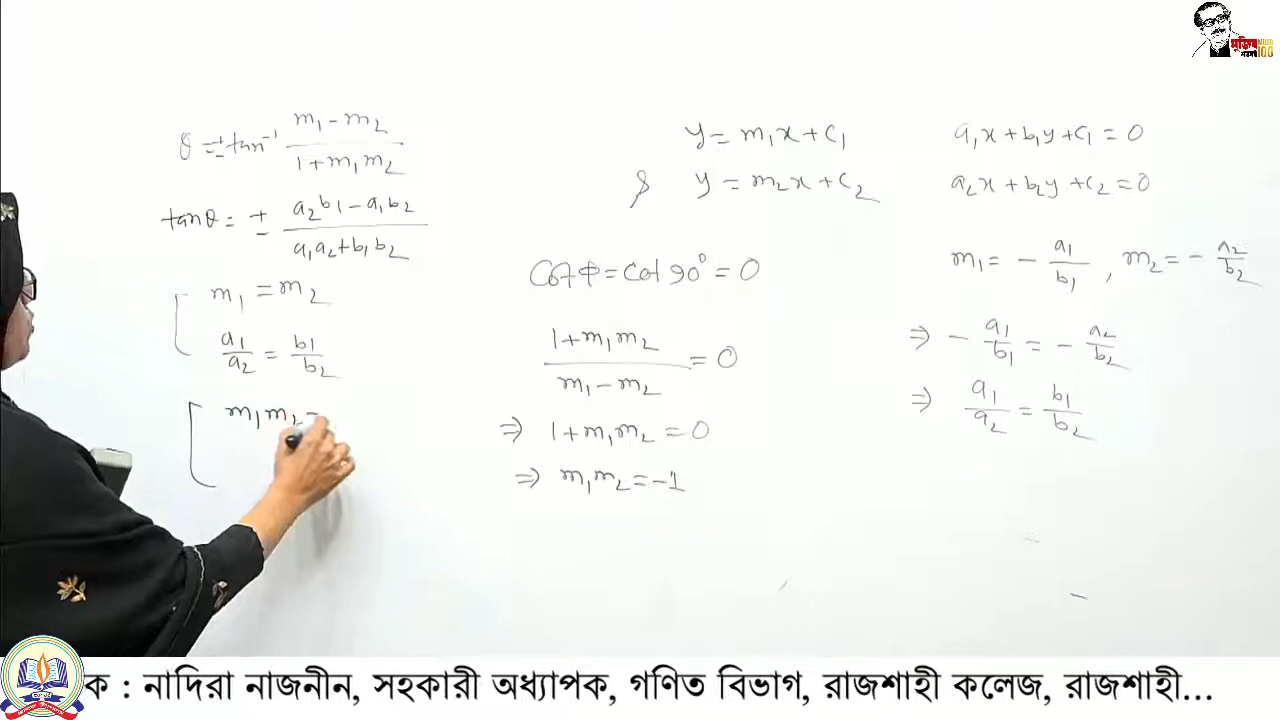 θ = ± tan⁻¹ (m₁ - m₂)/(1 + m₁m₂)
tanθ = ± (a₂b₁ - a₁b₂)/(a₁a₂ + b₁b₂)
m₁ = m₂
a₁/a₂ = b₁/b₂
m₁m₂ =
y = m₁x + c₁
& y = m₂x + c₂
cotφ = cot 90° = 0
(1 + m₁m₂)/(m₁ - m₂) = 0
⇒ 1 + m₁m₂ = 0
⇒ m₁m₂ = -1
a₁x + b₁y + c₁ = 0
a₂x + b₂y + c₂ = 0
m₁ = - a₁/b₁ , m₂ = - a₂/b₂
⇒ - a₁/b₁ = - a₂/b₂
⇒ a₁/a₂ = b₁/b₂
ক : নাদিরা নাজনীন, সহকারী অধ্যাপক, গণিত বিভাগ, রাজশাহী কলেজ, রাজশাহী...